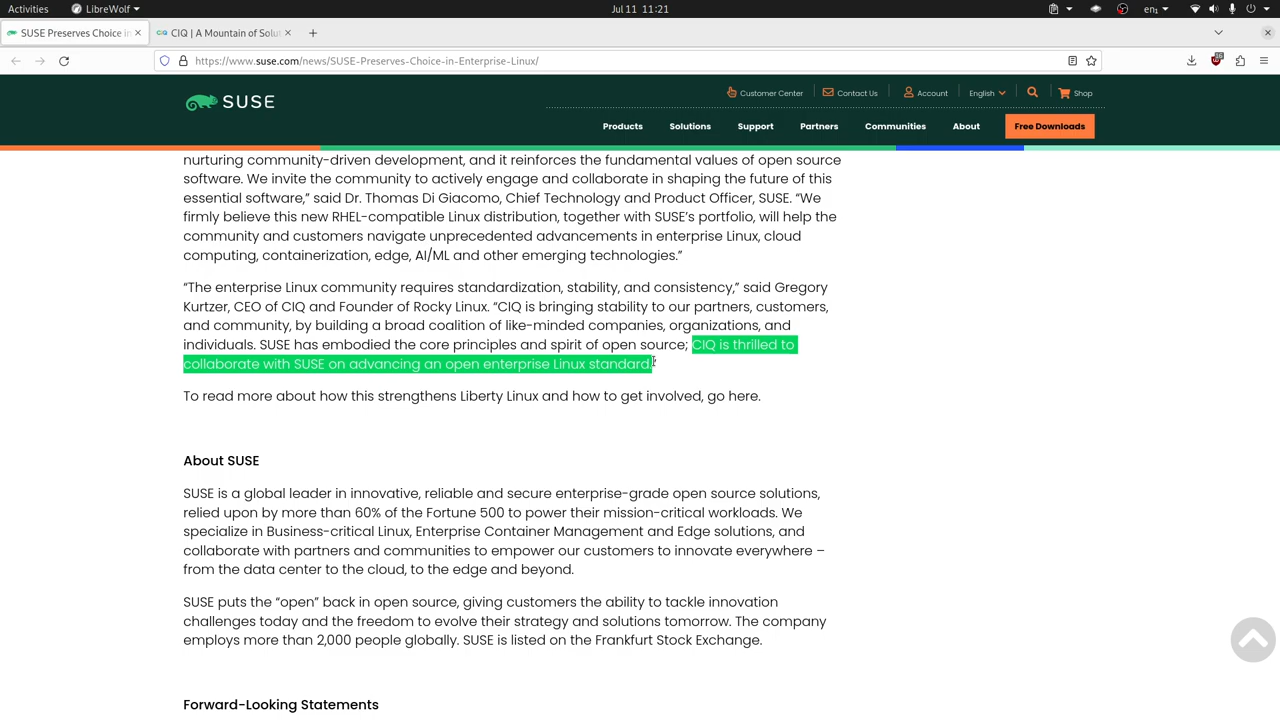 Activities
LibreWolf
Jul 11 11:21
en₁
SUSE Preserves Choice in
CIQ | A Mountain of Solut
https://www.suse.com/news/SUSE-Preserves-Choice-in-Enterprise-Linux/
SUSE
Customer Center
Contact Us
Account
English
Shop
Products
Solutions
Support
Partners
Communities
About
Free Downloads
nurturing community-driven development, and it reinforces the fundamental values of open source
software. We invite the community to actively engage and collaborate in shaping the future of this
essential software,” said Dr. Thomas Di Giacomo, Chief Technology and Product Officer, SUSE. “We
firmly believe this new RHEL-compatible Linux distribution, together with SUSE’s portfolio, will help the
community and customers navigate unprecedented advancements in enterprise Linux, cloud
computing, containerization, edge, AI/ML and other emerging technologies.”
“The enterprise Linux community requires standardization, stability, and consistency,” said Gregory
Kurtzer, CEO of CIQ and Founder of Rocky Linux. “CIQ is bringing stability to our partners, customers,
and community, by building a broad coalition of like-minded companies, organizations, and
individuals. SUSE has embodied the core principles and spirit of open source; CIQ is thrilled to
collaborate with SUSE on advancing an open enterprise Linux standard.”
To read more about how this strengthens Liberty Linux and how to get involved, go here.
About SUSE
SUSE is a global leader in innovative, reliable and secure enterprise-grade open source solutions,
relied upon by more than 60% of the Fortune 500 to power their mission-critical workloads. We
specialize in Business-critical Linux, Enterprise Container Management and Edge solutions, and
collaborate with partners and communities to empower our customers to innovate everywhere –
from the data center to the cloud, to the edge and beyond.
SUSE puts the “open” back in open source, giving customers the ability to tackle innovation
challenges today and the freedom to evolve their strategy and solutions tomorrow. The company
employs more than 2,000 people globally. SUSE is listed on the Frankfurt Stock Exchange.
Forward-Looking Statements